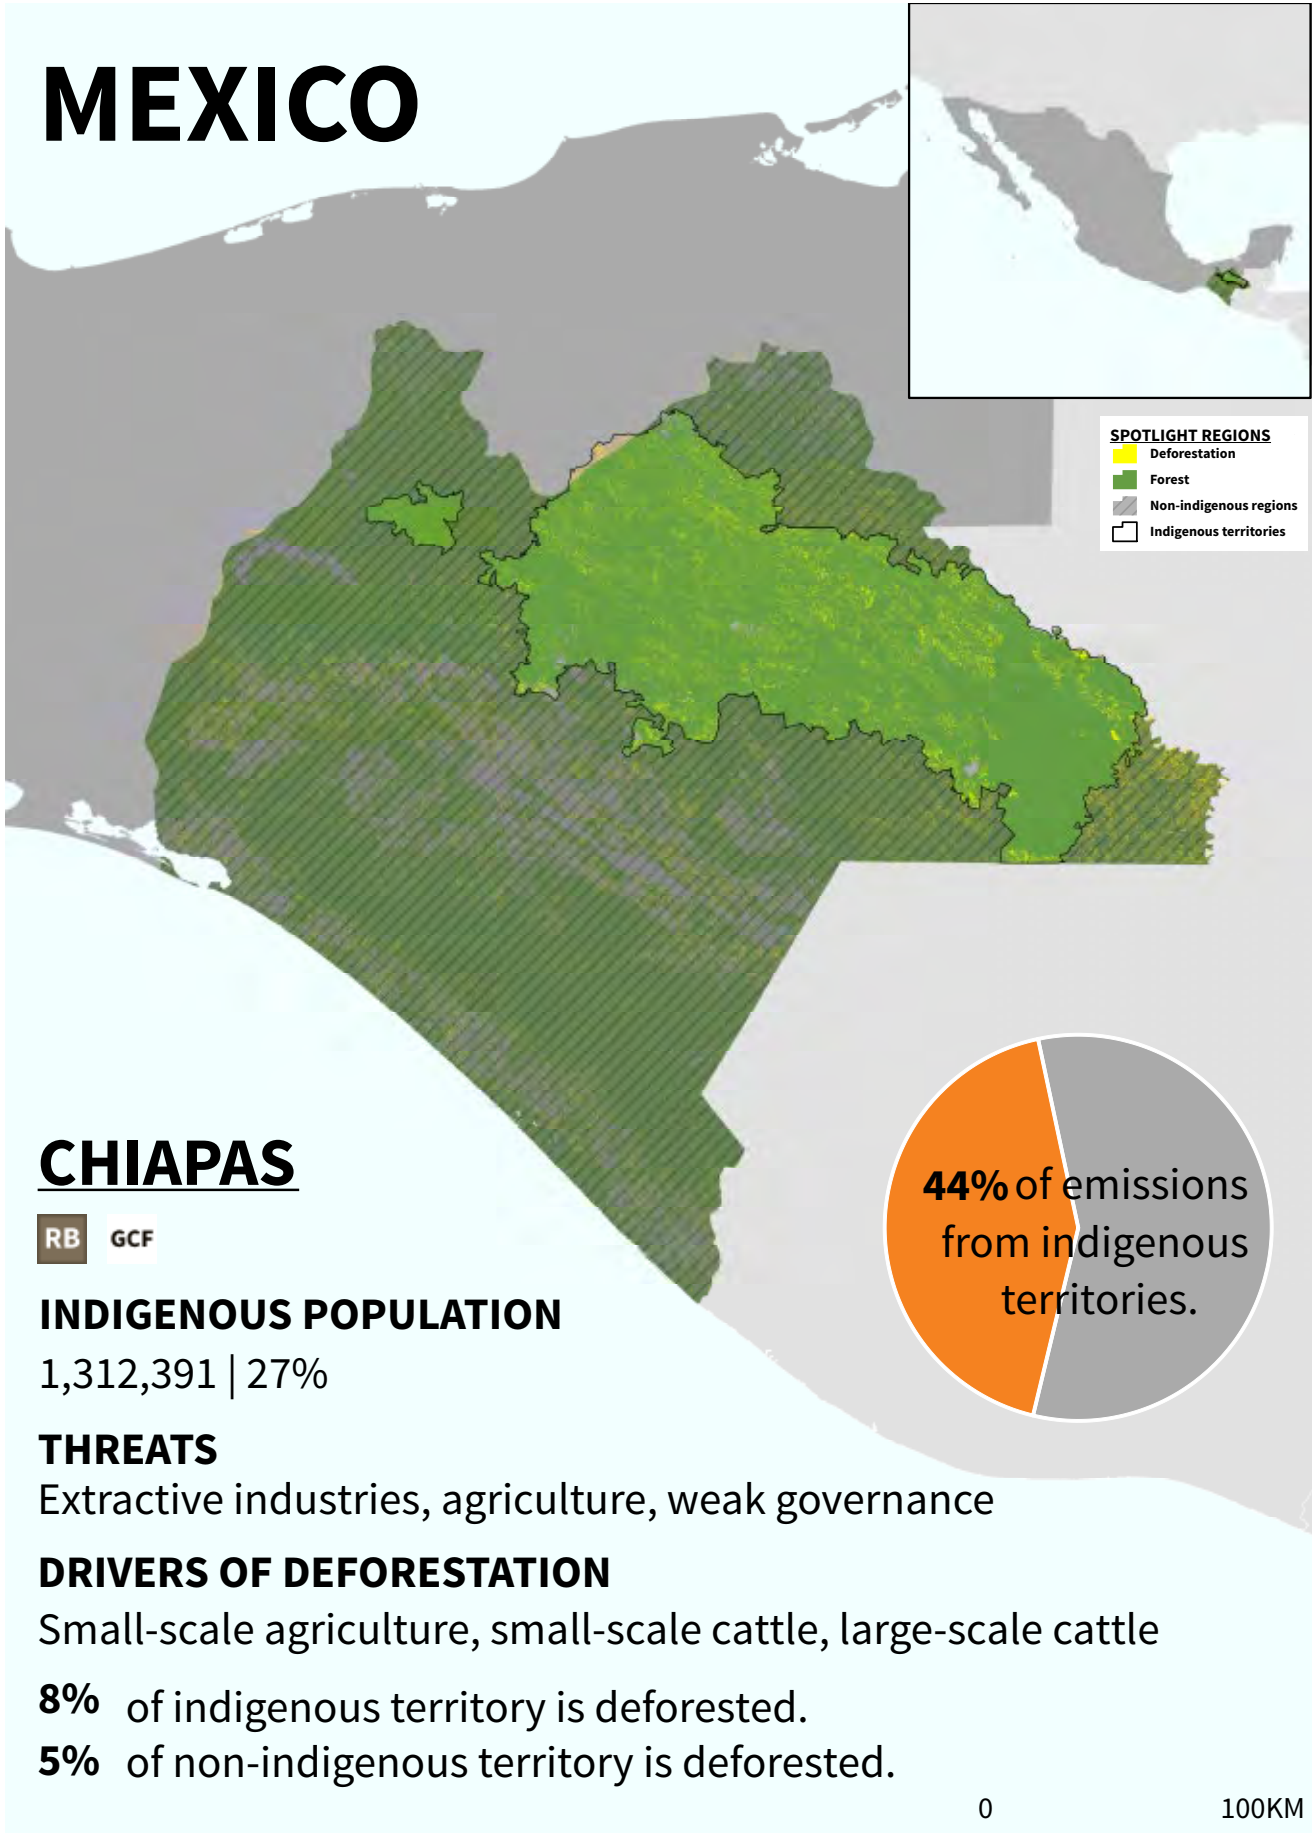 MEXICO
SPOTLIGHT REGIONS
Deforestation
Forest
Non-indigenous regions
Indigenous territories
44% of emissions
from indigenous
territories.
CHIAPAS
RB GCF
INDIGENOUS POPULATION
1,312,391 | 27%
THREATS
Extractive industries, agriculture, weak governance
DRIVERS OF DEFORESTATION
Small-scale agriculture, small-scale cattle, large-scale cattle
8% of indigenous territory is deforested.
5% of non-indigenous territory is deforested.
0 100KM